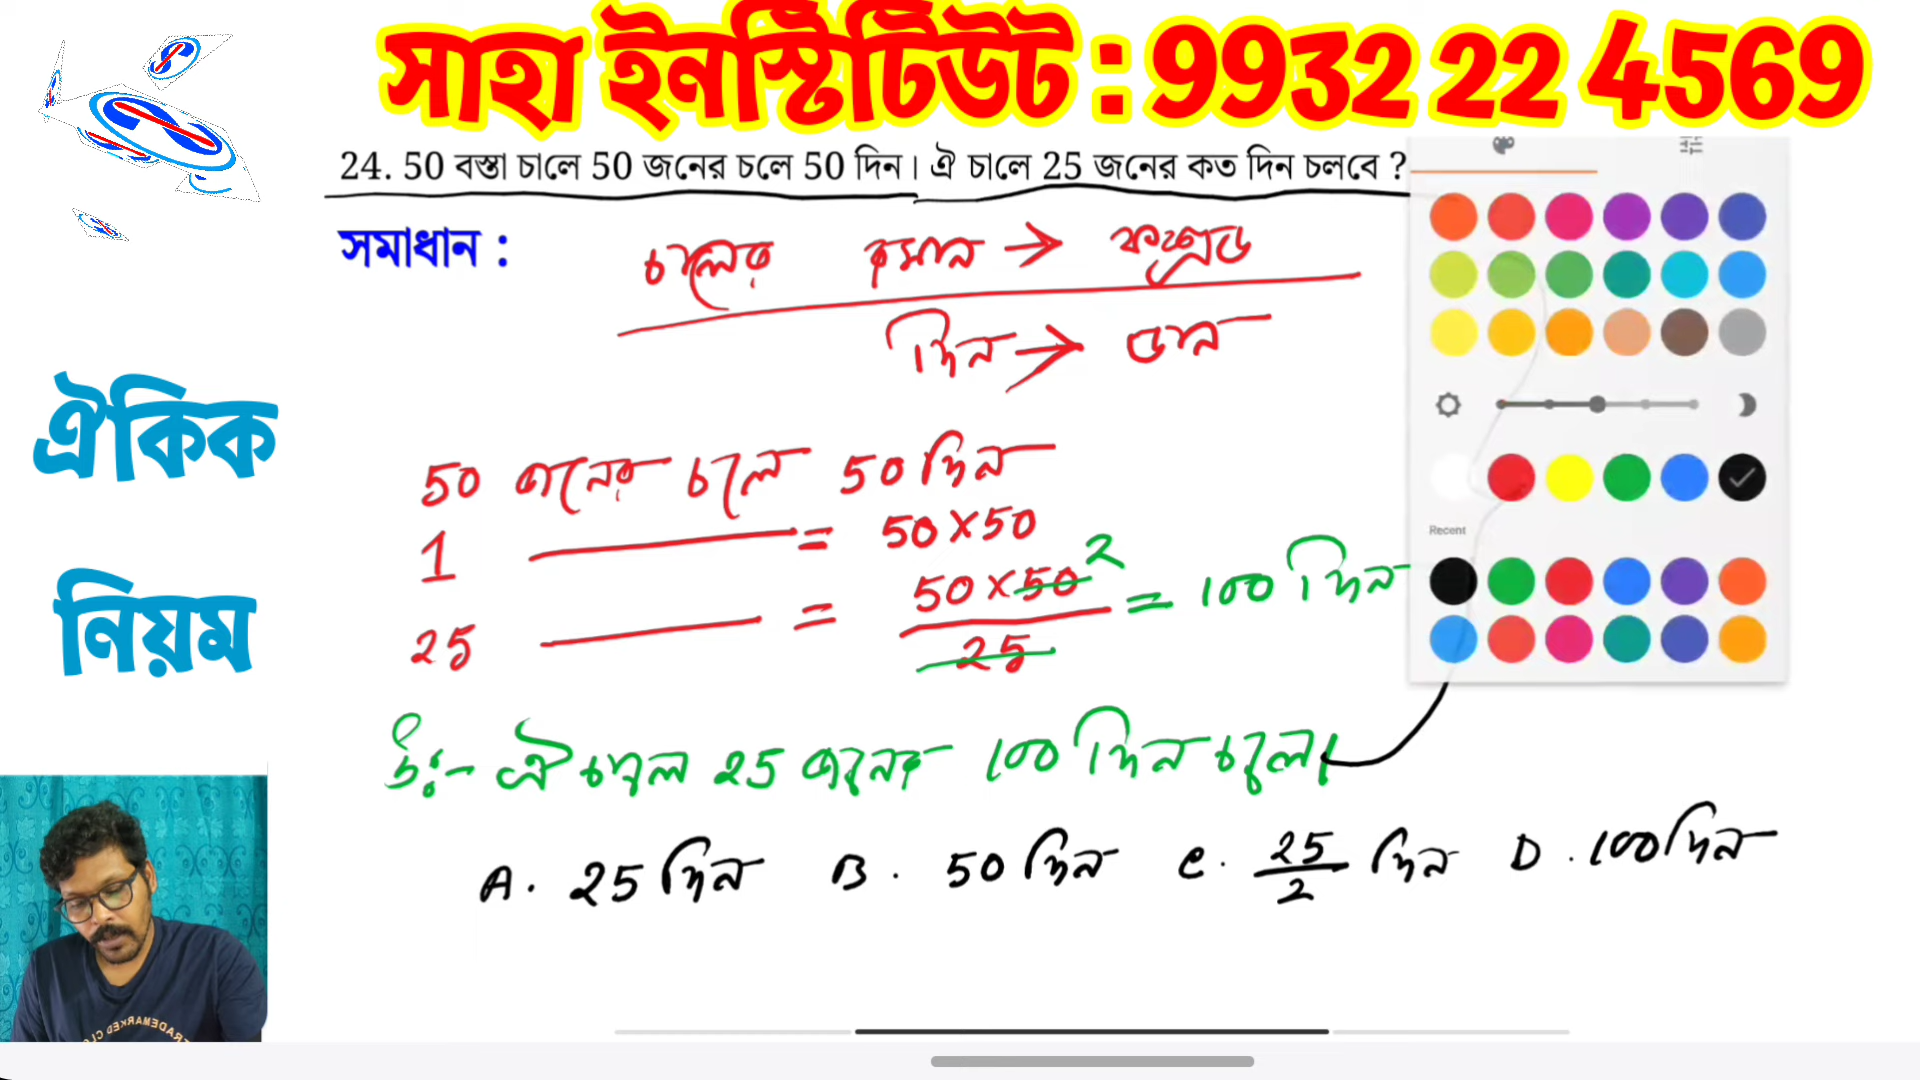 সাহা ইনস্টিটিউট : 9932 22 4569
24. 50 বস্তা চালে 50 জনের চলে 50 দিন। ঐ চালে 25 জনের কত দিন চলবে ?
সমাধান :
চালের
দিন → জন
ঐকিক
নিয়ম
50 জনের চলে 50 দিন
1 = 50×50
25 = 50×50 2 / 25 = 100 দিন
উঃ- ঐ চালে 25 জনের 100 দিন চলে।
A. 25 দিন B. 50 দিন C. 25/2 দিন D. 100 দিন
Recent